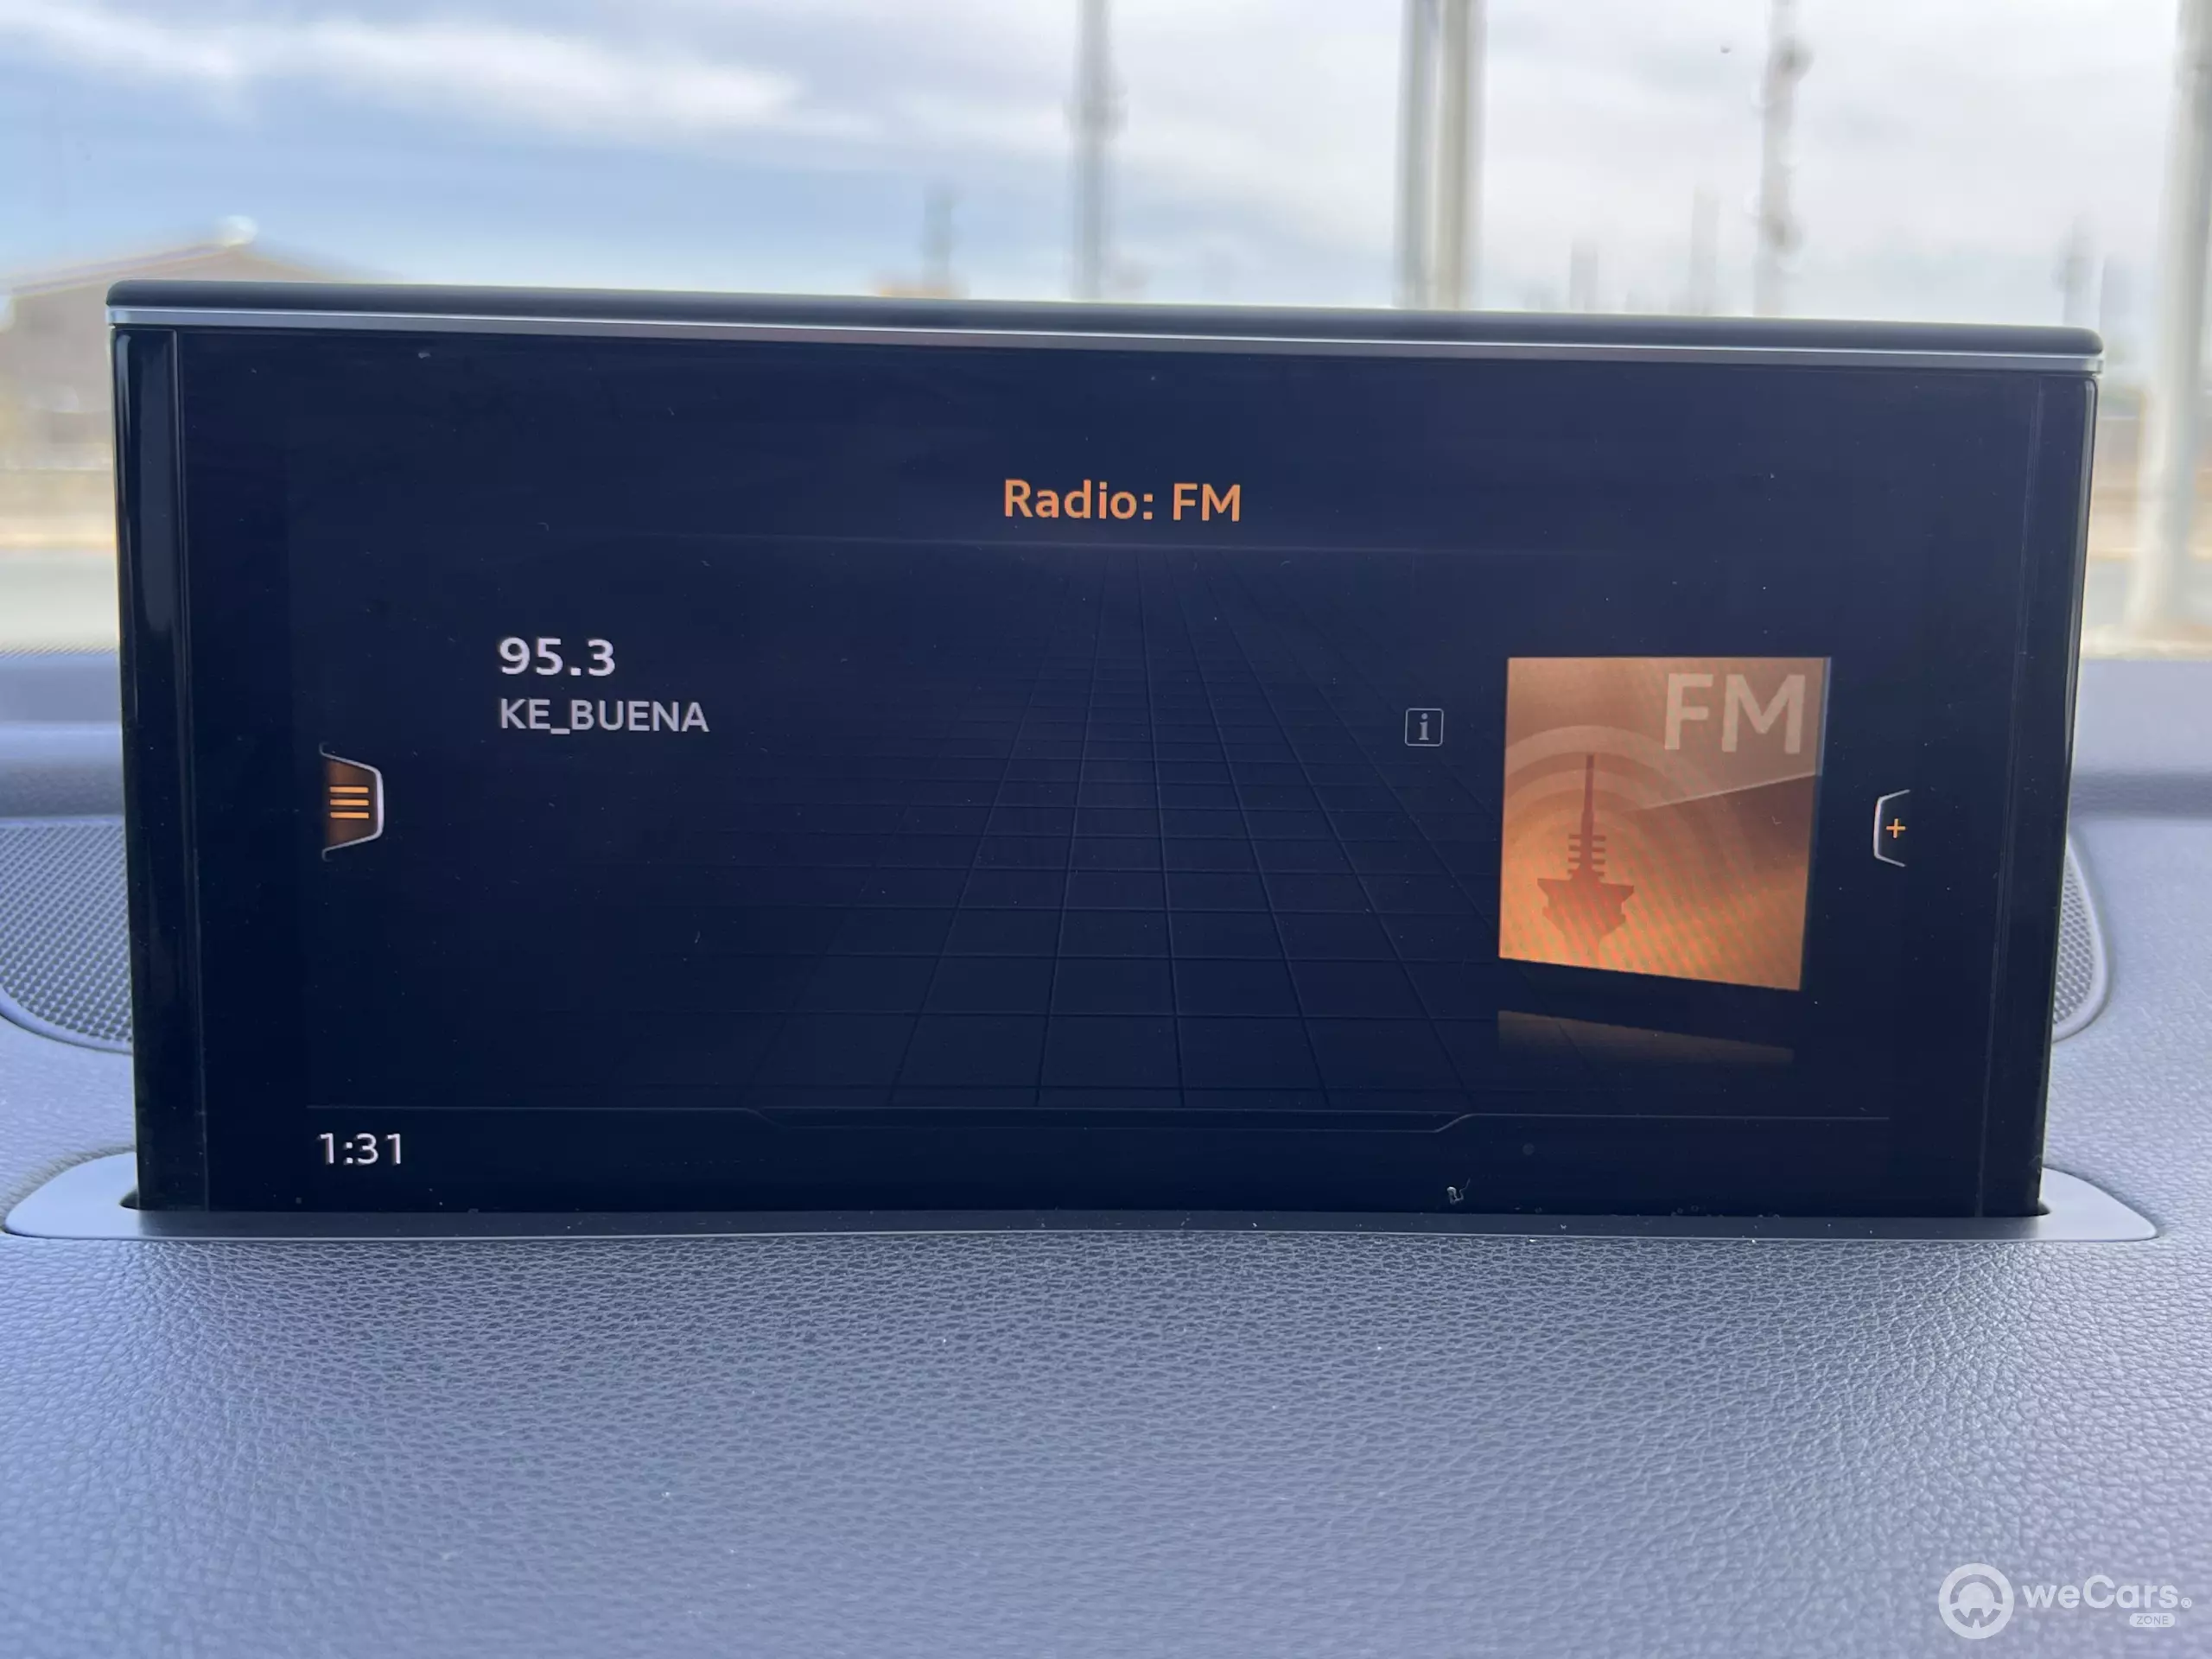 Radio: FM
95.3
KE_BUENA
i
FM
+
1:31
weCars®
ZONE